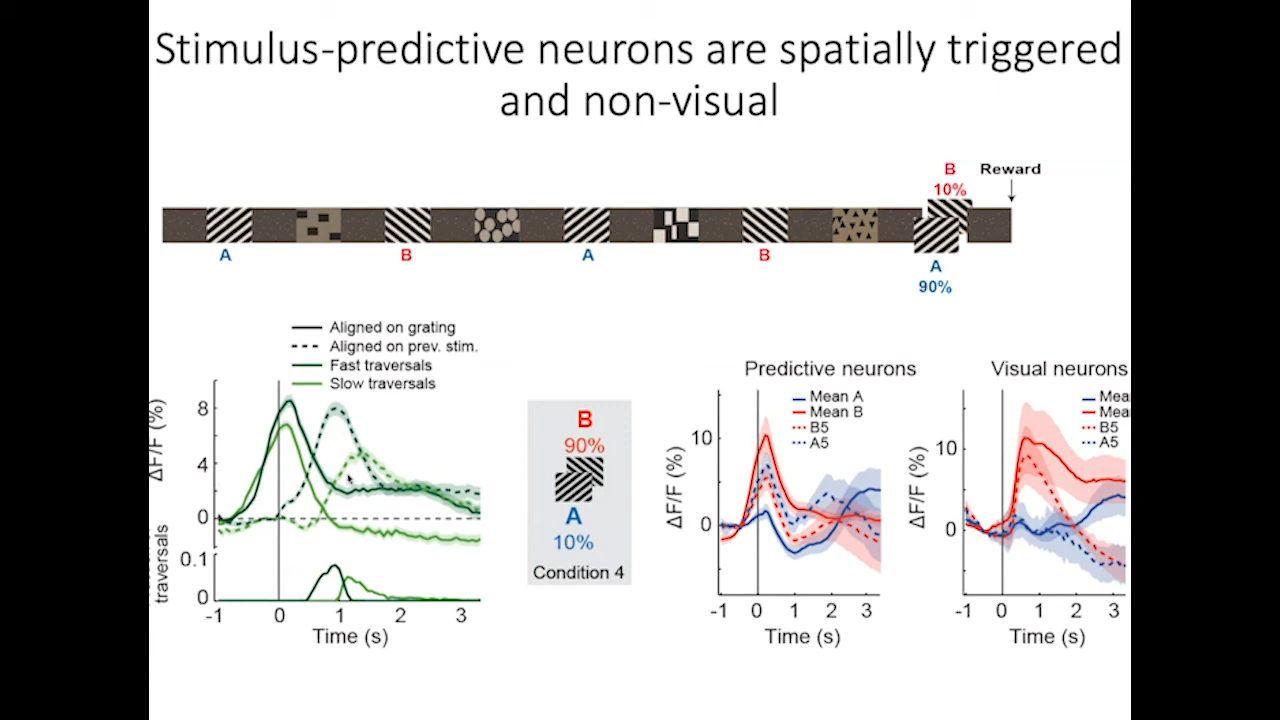 Stimulus-predictive neurons are spatially triggered
and non-visual
B
10%
Reward
A
B
A
B
A
90%
Aligned on grating
Aligned on prev. stim.
Fast traversals
Slow traversals
ΔF/F (%)
8
4
0
traversals
0.1
0
-1 0 1 2 3
Time (s)
B
90%
A
10%
Condition 4
Predictive neurons
Mean A
Mean B
B5
A5
ΔF/F (%)
10
0
-1 0 1 2 3
Time (s)
Visual neurons
B5
A5
ΔF/F (%)
10
0
-1 0 1 2 3
Time (s)